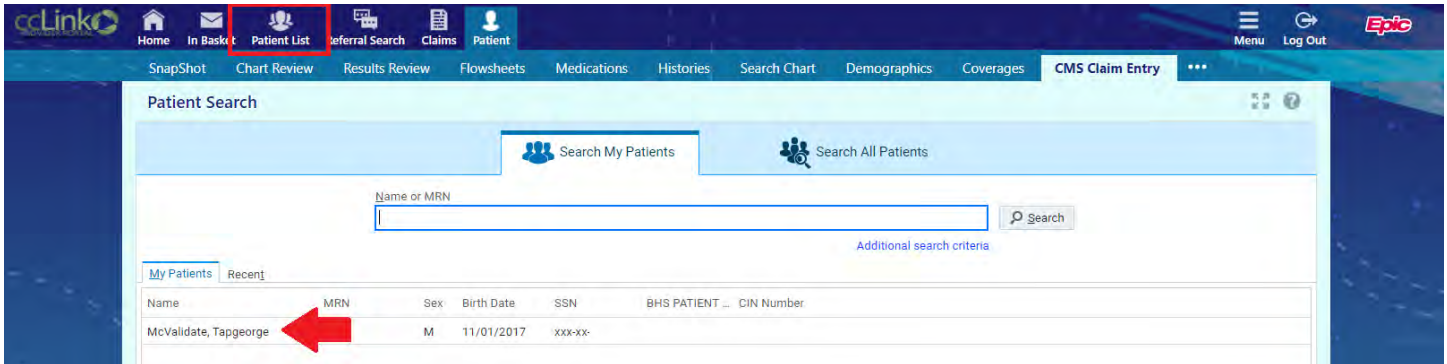 ccLink
PROVIDER PORTAL
Home In Basket Patient List Referral Search Claims Patient Menu Log Out Epic
SnapShot Chart Review Results Review Flowsheets Medications Histories Search Chart Demographics Coverages CMS Claim Entry •••
Patient Search
Search My Patients Search All Patients
Name or MRN
Search
Additional search criteria
My Patients Recent
Name MRN Sex Birth Date SSN BHS PATIENT ... CIN Number
McValidate, Tapgeorge M 11/01/2017 xxx-xx-